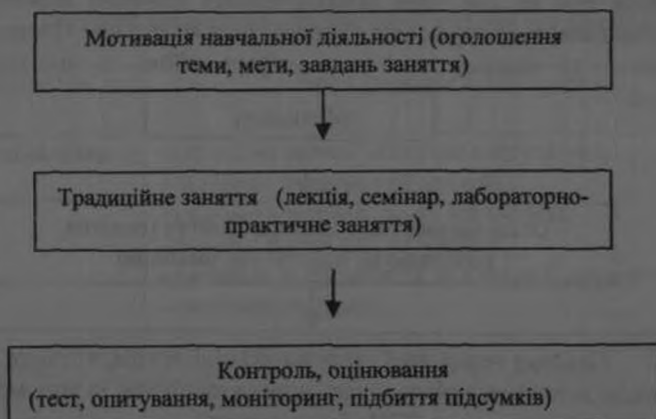 Мотивація навчальної діяльності (оголошення
теми, мети, завдань заняття)
Традиційне заняття (лекція, семінар, лабораторно-
практичне заняття)
Контроль, оцінювання
(тест, опитування, моніторинг, підбиття підсумків)